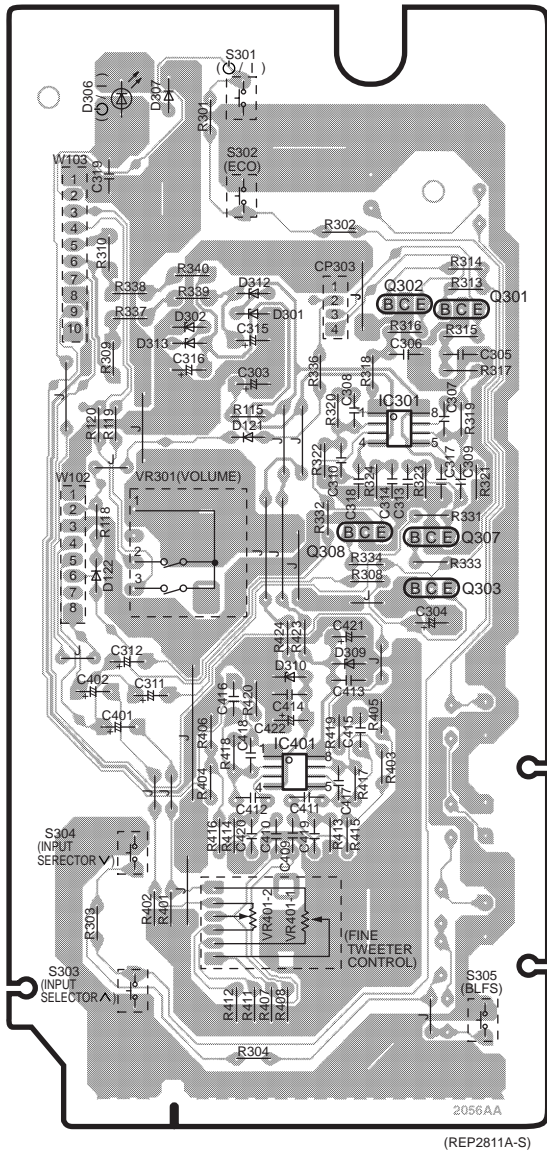 S301
( / )
D306
D307
R301
W103
C319
S302
(ECO)
1
2
3
4
5
6
7
8
9
10
R310
R302
R338
R337
R309
R340
R339
D312
D302
D301
D313
C315
C316
C303
CP303
1
2
3
4
R314
R313
Q302
B C E
Q301
B C E
R316
R315
C306
C305
R317
R336
R318
C308
IC301
8
4
5
C307
R319
R320
R120
R119
J
R115
D121
J
J
R322
C310
C318
R324
C314
C313
R323
C317
C309
R321
W102
J
VR301(VOLUME)
1
2
3
4
5
6
7
8
R118
D122
1
2
3
R332
J
J
R331
B C E
Q308
B C E
Q307
R334
R308
R333
B C E
Q303
J
C304
R424
R423
C421
J
C312
C402
C311
C401
D310
D309
C413
J
C416
R420
C414
C422
R406
C418
R418
R419
C415
R405
J
R404
1
IC401
8
4
5
R403
C417
R417
C412
C411
J
J
R416
R414
C420
C410
C409
C419
R413
R415
S304
(INPUT
SERECTOR ∨)
J
R402
R401
R303
VR401-2
VR401-1
(FINE
TWEETER
CONTROL)
S303
(INPUT
SELECTOR ∧)
R412
R411
R407
R408
S305
(BLFS)
J
R304
2056AA
(REP2811A-S)